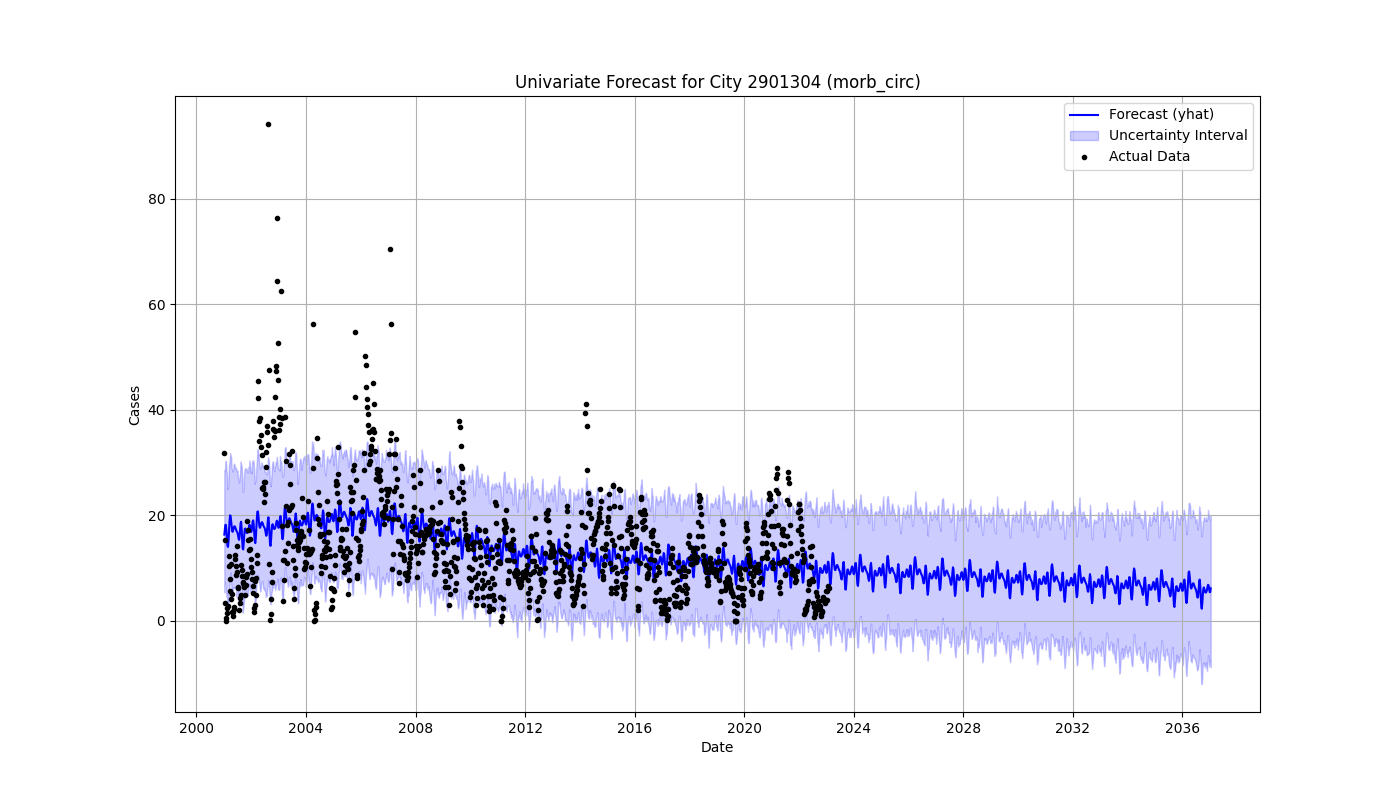 Univariate Forecast for City 2901304 (morb_circ)
Forecast (yhat)
Uncertainty Interval
Actual Data
Cases
80
60
40
20
0
2000 2004 2008 2012 2016 2020 2024 2028 2032 2036
Date